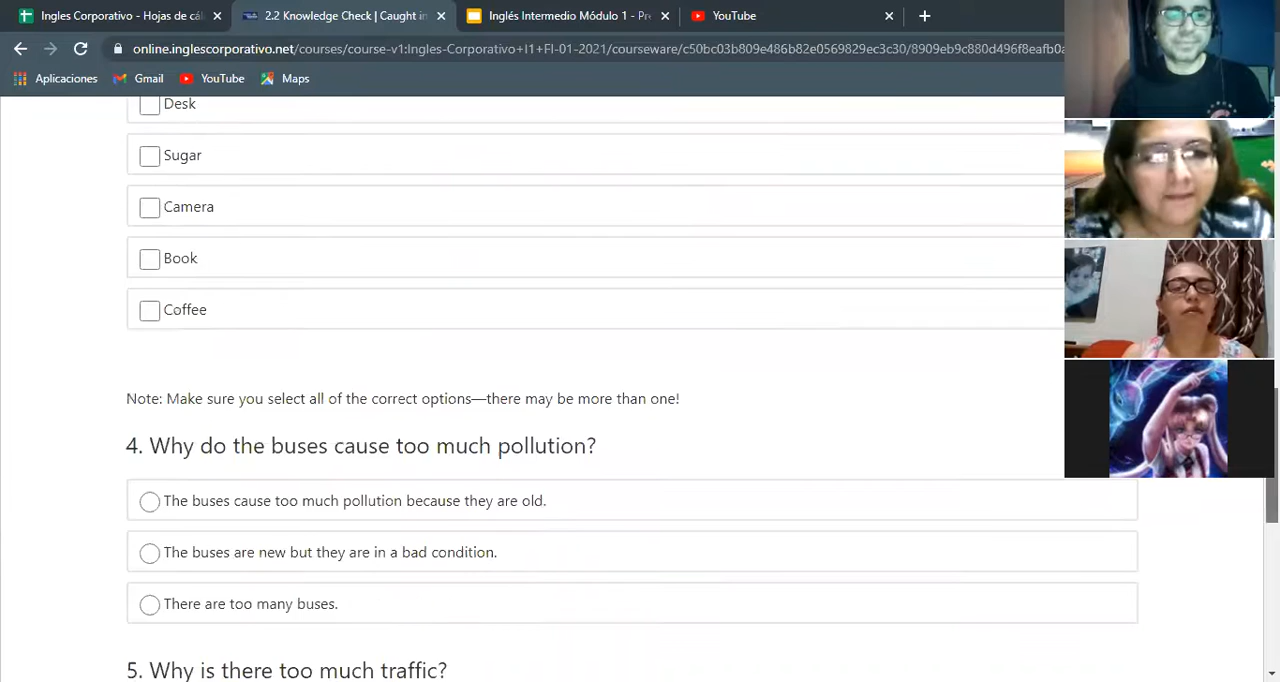 Ingles Corporativo - Hojas de cál
2.2 Knowledge Check | Caught in
Inglés Intermedio Módulo 1 - Pre
YouTube
online.inglescorporativo.net/courses/course-v1:Ingles-Corporativo+I1+FI-01-2021/courseware/c50bc03b809e486b82e0569829ec3c30/8909eb9c880d496f8eafb0a
Aplicaciones
Gmail
YouTube
Maps
Desk
Sugar
Camera
Book
Coffee
Note: Make sure you select all of the correct options—there may be more than one!
4. Why do the buses cause too much pollution?
The buses cause too much pollution because they are old.
The buses are new but they are in a bad condition.
There are too many buses.
5. Why is there too much traffic?